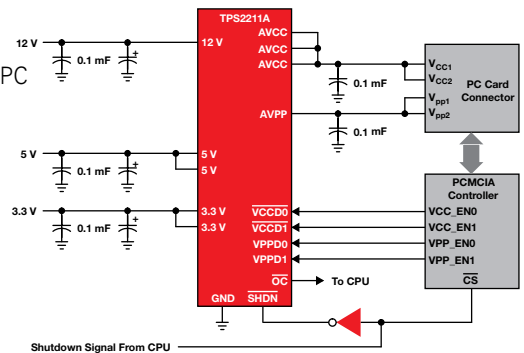 TPS2211A
12 V
0.1 mF
+
12 V
AVCC
AVCC
AVCC
0.1 mF
VCC1
VCC2
Vpp1
Vpp2
PC Card
Connector
PC
AVPP
0.1 mF
5 V
0.1 mF
+
5 V
5 V
3.3 V
0.1 mF
+
3.3 V
3.3 V
VCCD0
VCCD1
VPPD0
VPPD1
OC
To CPU
GND
SHDN
PCMCIA
Controller
VCC_EN0
VCC_EN1
VPP_EN0
VPP_EN1
CS
Shutdown Signal From CPU